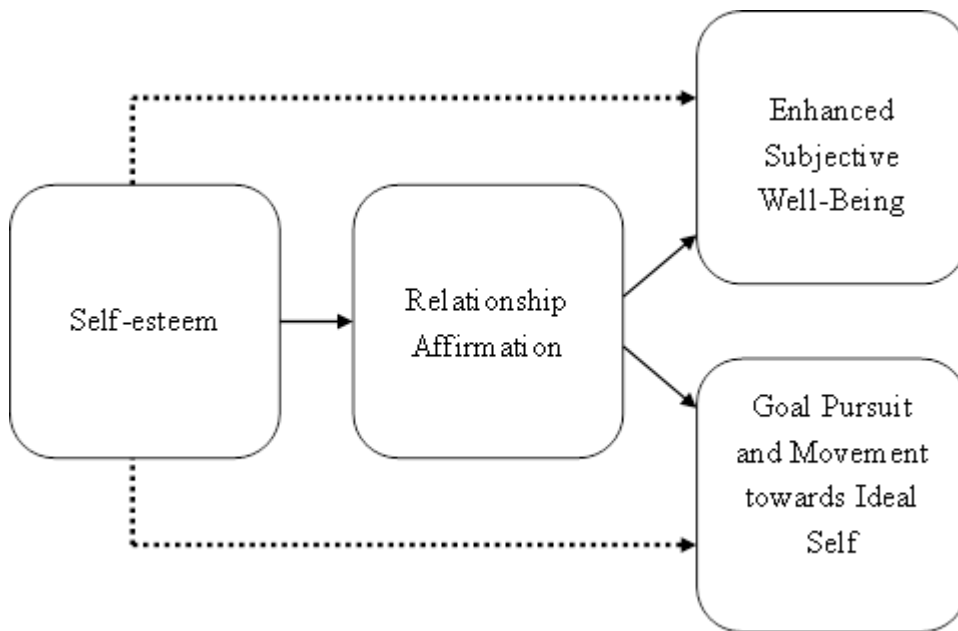 Enhanced
Subjective
Well-Being
Self-esteem
Relationship
Affirmation
Goal Pursuit
and Movement
towards Ideal
Self